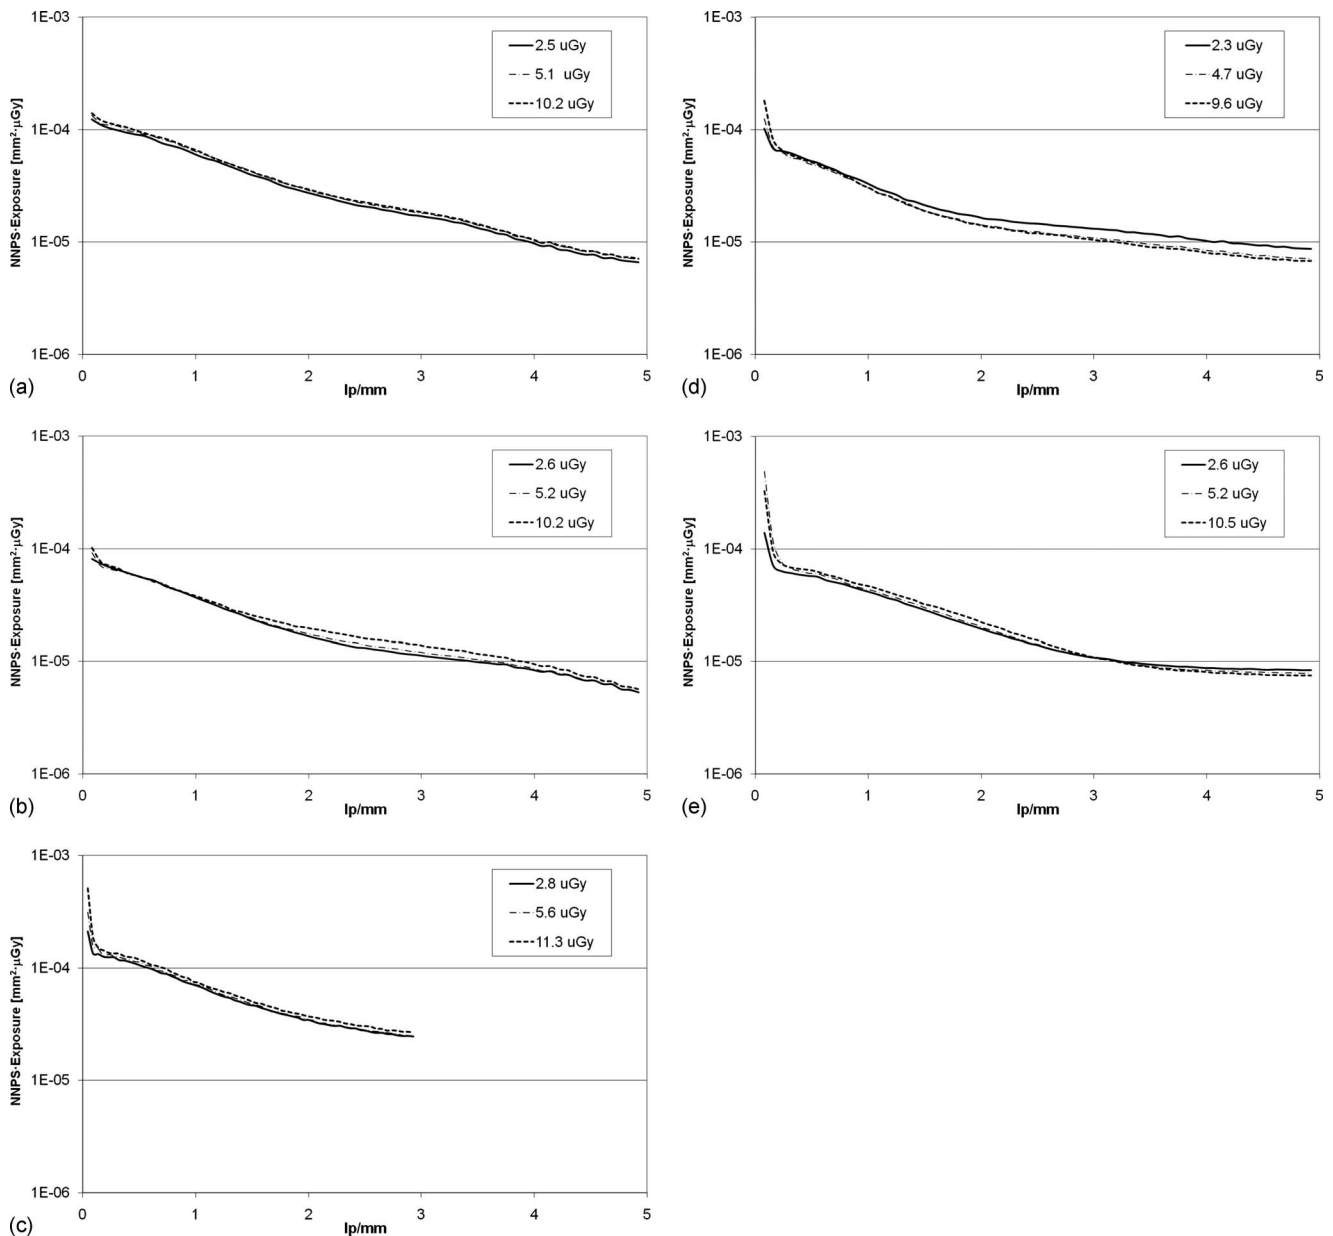 1E-03
1E-04
1E-05
1E-06
NNPS·Exposure [mm²·µGy]
0 1 2 3 4 5
lp/mm
2.5 uGy
5.1 uGy
10.2 uGy
(a)
1E-03
1E-04
1E-05
1E-06
NNPS·Exposure [mm²·µGy]
0 1 2 3 4 5
lp/mm
2.6 uGy
5.2 uGy
10.2 uGy
(b)
1E-03
1E-04
1E-05
1E-06
NNPS·Exposure [mm²·µGy]
0 1 2 3 4 5
lp/mm
2.8 uGy
5.6 uGy
11.3 uGy
(c)
1E-03
1E-04
1E-05
1E-06
NNPS·Exposure [mm²·µGy]
0 1 2 3 4 5
lp/mm
2.3 uGy
4.7 uGy
9.6 uGy
(d)
1E-03
1E-04
1E-05
1E-06
NNPS·Exposure [mm²·µGy]
0 1 2 3 4 5
lp/mm
2.6 uGy
5.2 uGy
10.5 uGy
(e)